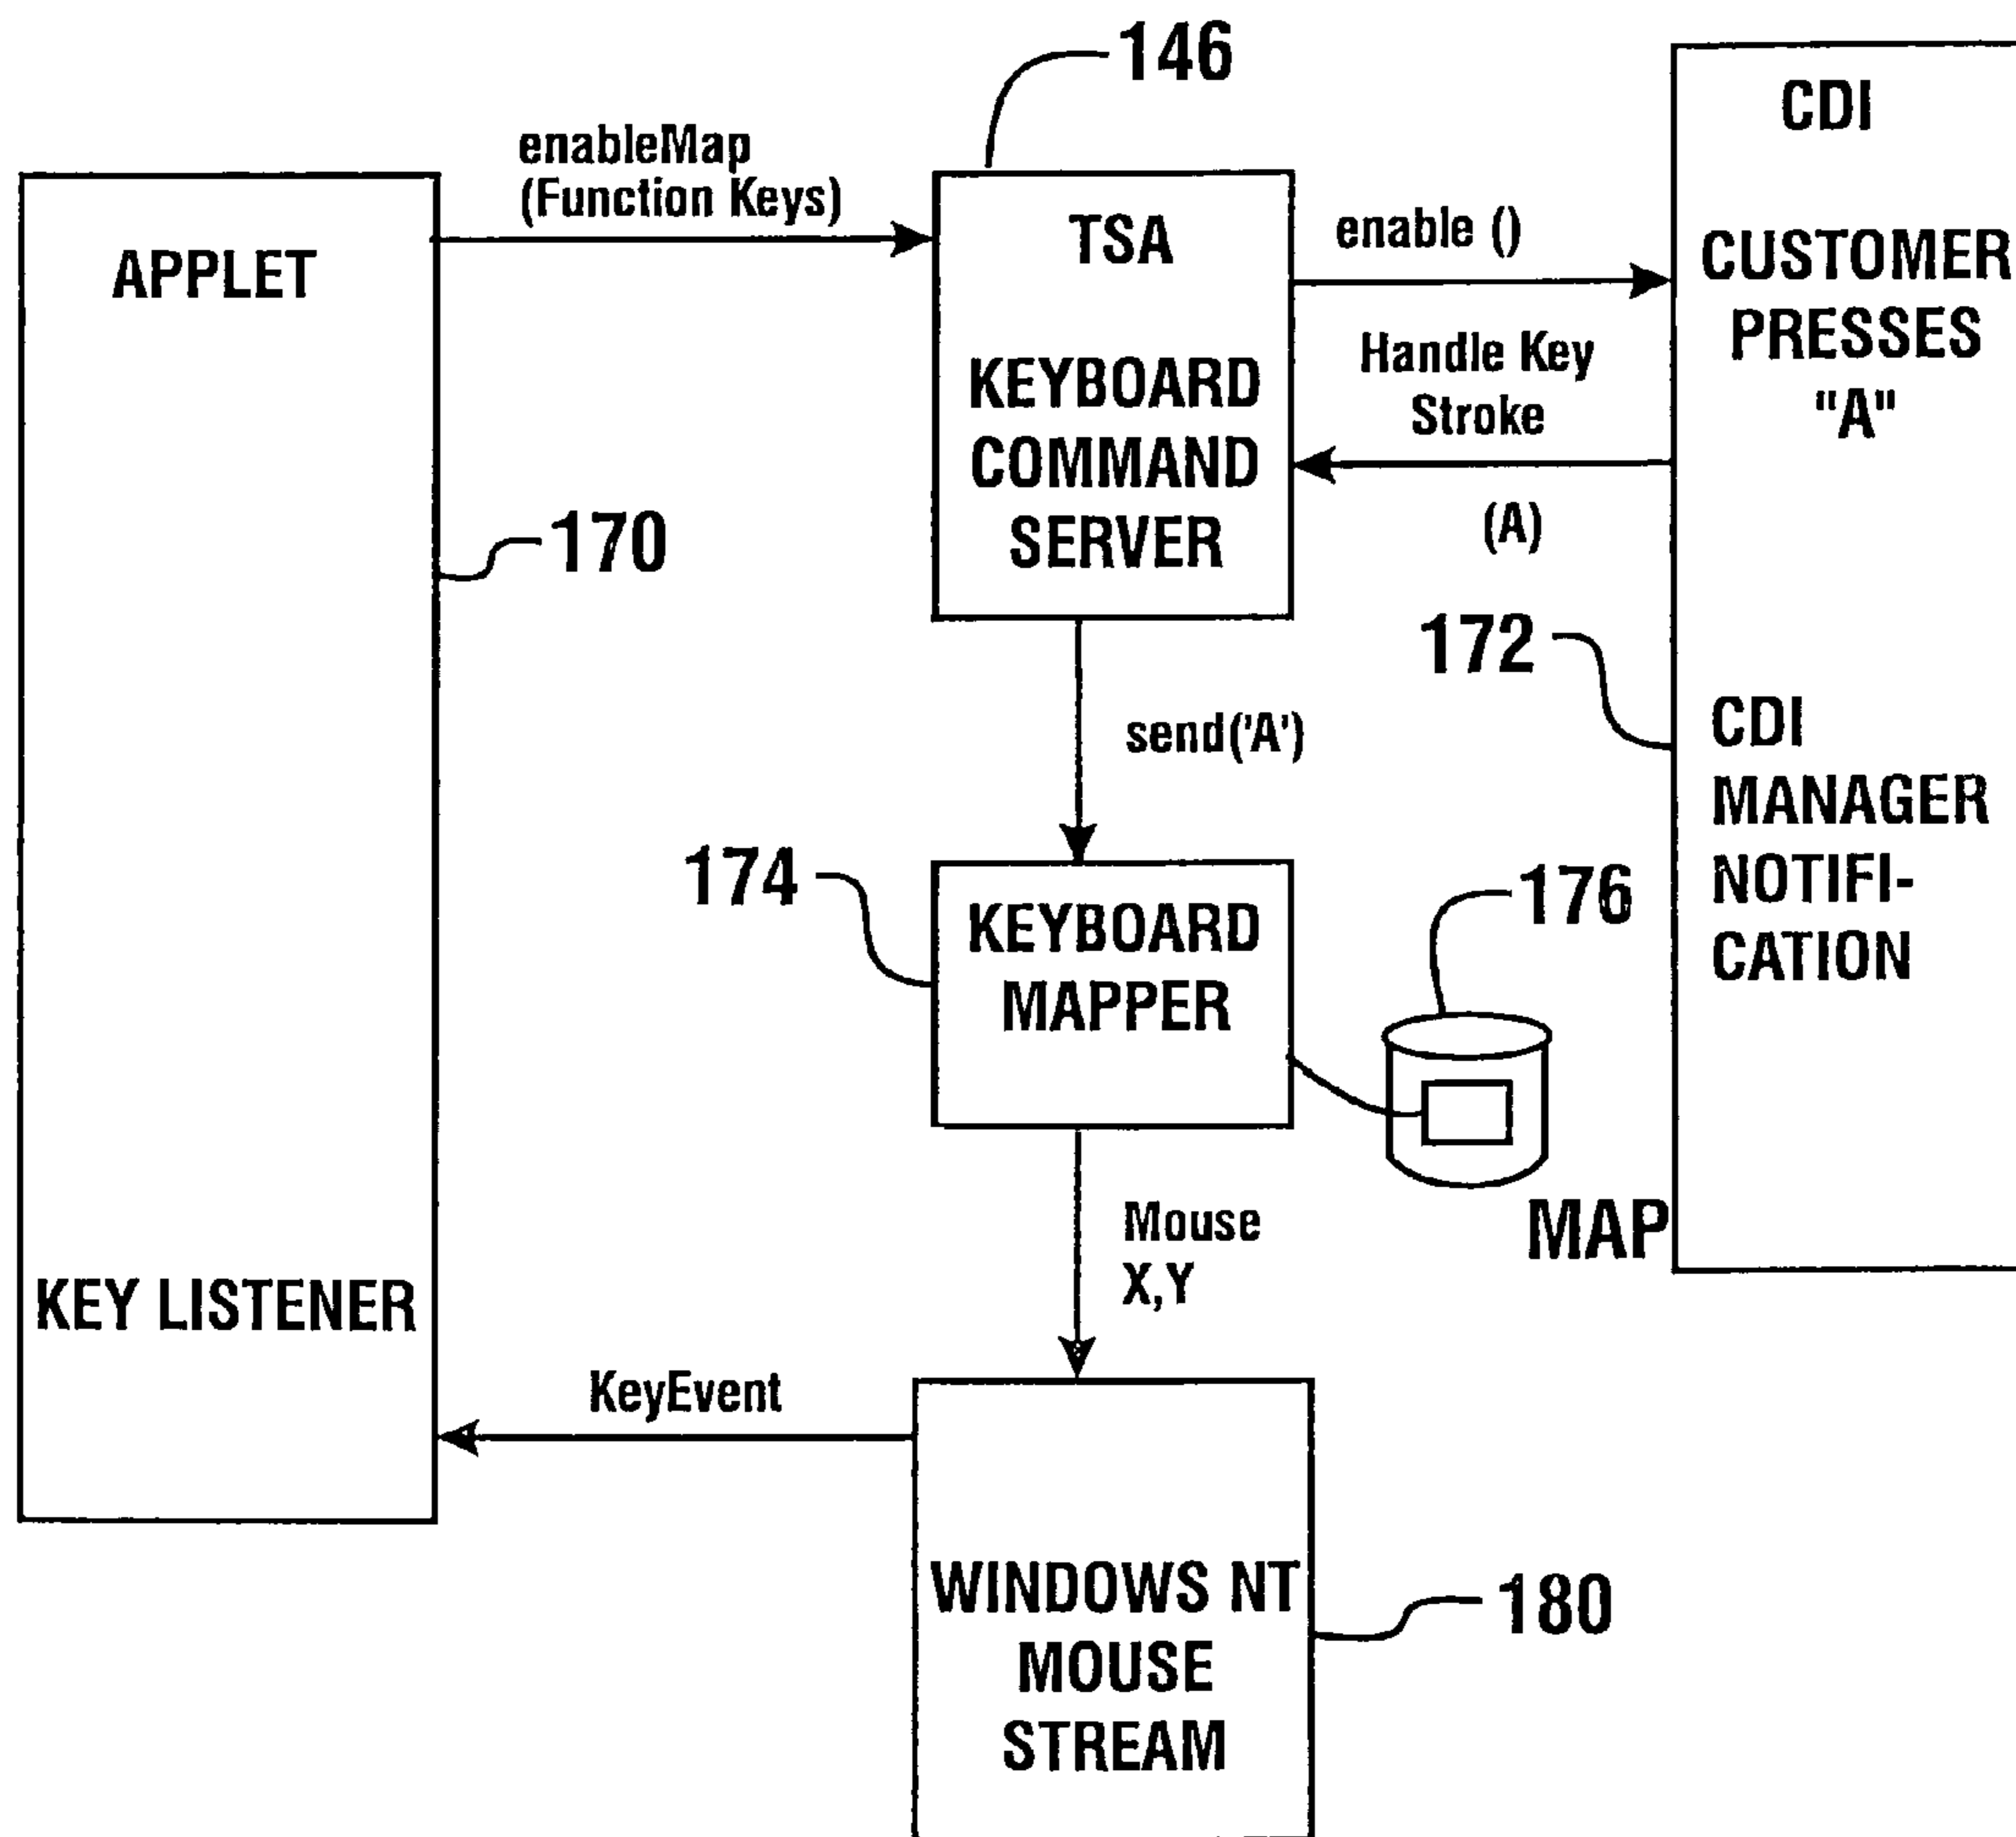 146
CDI
enableMap
(Function Keys)
APPLET
TSA
enable ()
CUSTOMER
PRESSES
"A"
Handle Key
Stroke
KEYBOARD
COMMAND
SERVER
(A)
170
172
send('A')
CDI
MANAGER
NOTIFI-
CATION
174
KEYBOARD
MAPPER
176
MAP
Mouse
X,Y
KEY LISTENER
KeyEvent
WINDOWS NT
MOUSE
STREAM
180